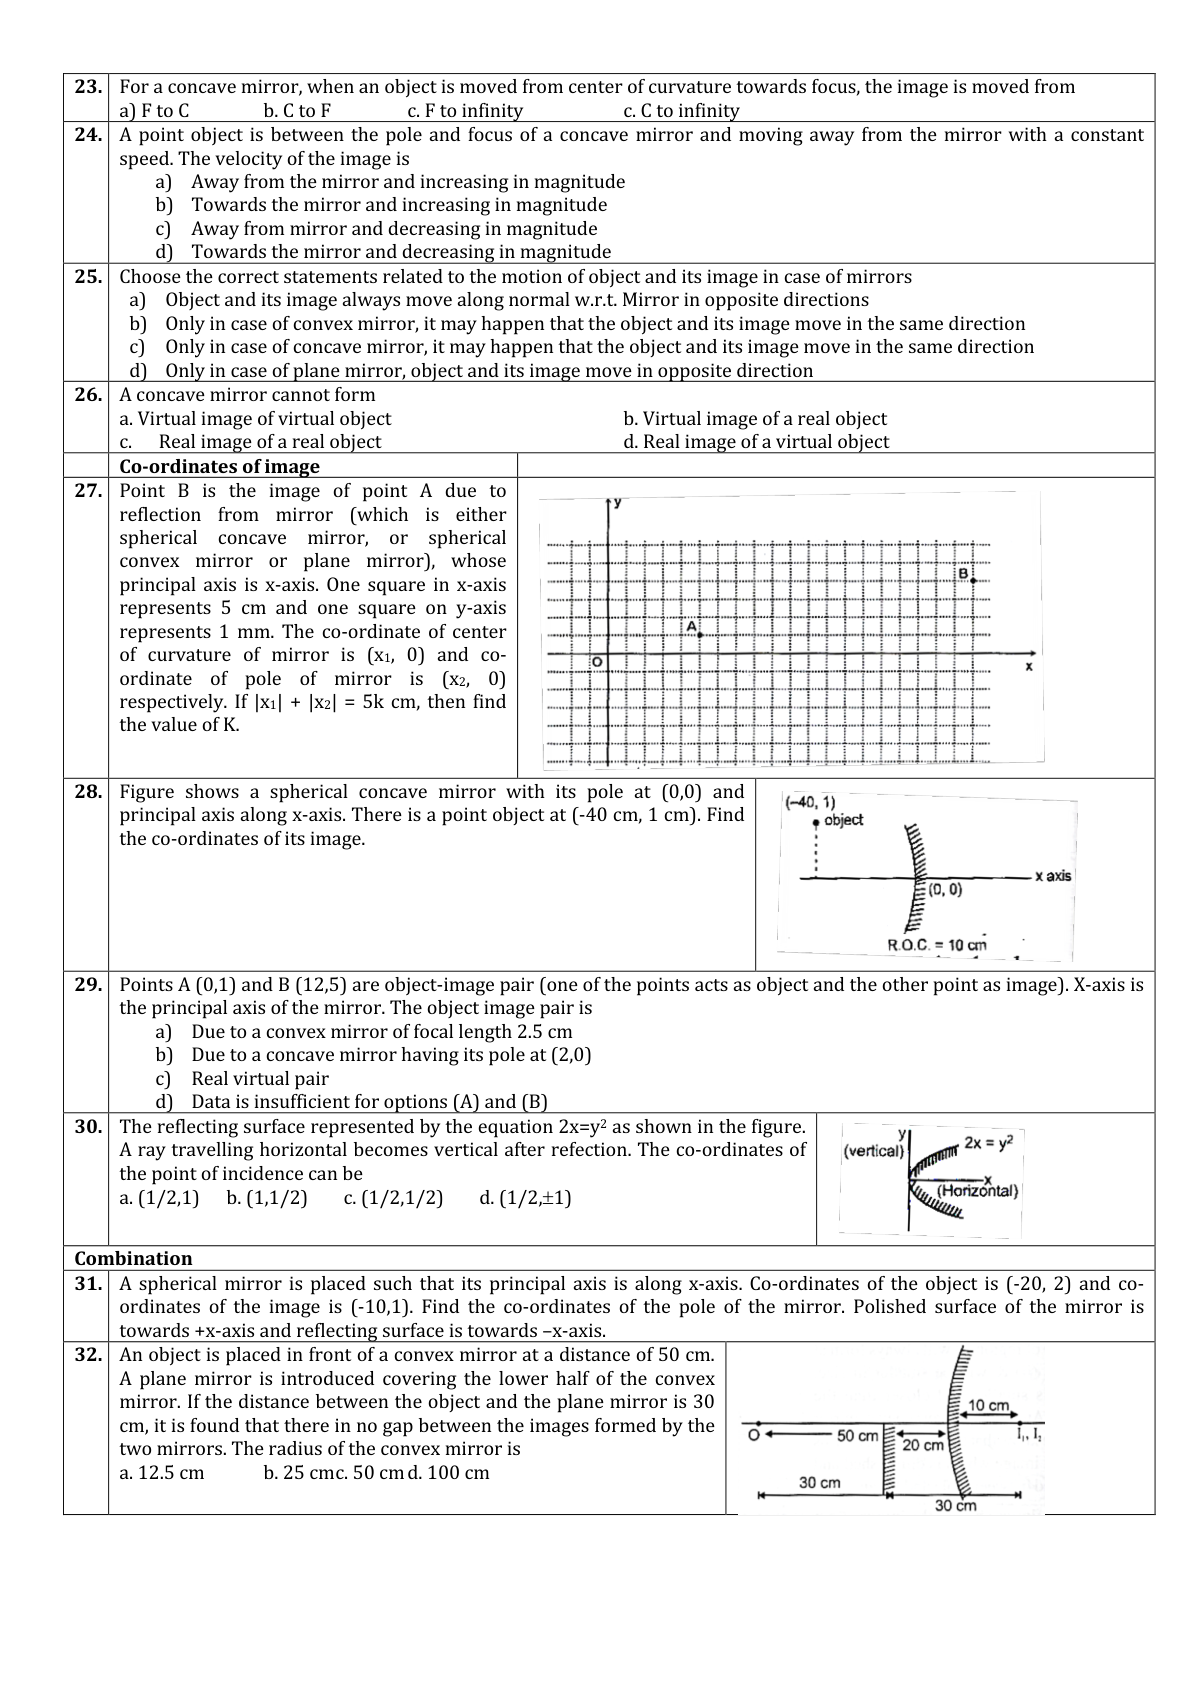 23. For a concave mirror, when an object is moved from center of curvature towards focus, the image is moved from
a) F to C b. C to F c. F to infinity c. C to infinity
24. A point object is between the pole and focus of a concave mirror and moving away from the mirror with a constant
speed. The velocity of the image is
a) Away from the mirror and increasing in magnitude
b) Towards the mirror and increasing in magnitude
c) Away from mirror and decreasing in magnitude
d) Towards the mirror and decreasing in magnitude
25. Choose the correct statements related to the motion of object and its image in case of mirrors
a) Object and its image always move along normal w.r.t. Mirror in opposite directions
b) Only in case of convex mirror, it may happen that the object and its image move in the same direction
c) Only in case of concave mirror, it may happen that the object and its image move in the same direction
d) Only in case of plane mirror, object and its image move in opposite direction
26. A concave mirror cannot form
a. Virtual image of virtual object b. Virtual image of a real object
c. Real image of a real object d. Real image of a virtual object
Co-ordinates of image
27. Point B is the image of point A due to
reflection from mirror (which is either
spherical concave mirror, or spherical
convex mirror or plane mirror), whose
principal axis is x-axis. One square in x-axis
represents 5 cm and one square on y-axis
represents 1 mm. The co-ordinate of center
of curvature of mirror is (x₁, 0) and co-
ordinate of pole of mirror is (x₂, 0)
respectively. If |x₁| + |x₂| = 5k cm, then find
the value of K.
y
B
A
O
x
28. Figure shows a spherical concave mirror with its pole at (0,0) and
principal axis along x-axis. There is a point object at (-40 cm, 1 cm). Find
the co-ordinates of its image.
(–40, 1)
object
x axis
(0, 0)
R.O.C. = 10 cm
29. Points A (0,1) and B (12,5) are object-image pair (one of the points acts as object and the other point as image). X-axis is
the principal axis of the mirror. The object image pair is
a) Due to a convex mirror of focal length 2.5 cm
b) Due to a concave mirror having its pole at (2,0)
c) Real virtual pair
d) Data is insufficient for options (A) and (B)
30. The reflecting surface represented by the equation 2x=y² as shown in the figure.
A ray travelling horizontal becomes vertical after refection. The co-ordinates of
the point of incidence can be
a. (1/2,1) b. (1,1/2) c. (1/2,1/2) d. (1/2,±1)
y
(vertical)
2x = y²
x
(Horizontal)
Combination
31. A spherical mirror is placed such that its principal axis is along x-axis. Co-ordinates of the object is (-20, 2) and co-
ordinates of the image is (-10,1). Find the co-ordinates of the pole of the mirror. Polished surface of the mirror is
towards +x-axis and reflecting surface is towards –x-axis.
32. An object is placed in front of a convex mirror at a distance of 50 cm.
A plane mirror is introduced covering the lower half of the convex
mirror. If the distance between the object and the plane mirror is 30
cm, it is found that there in no gap between the images formed by the
two mirrors. The radius of the convex mirror is
a. 12.5 cm b. 25 cmc. 50 cm d. 100 cm
10 cm
O
50 cm
20 cm
I₁, I₂
30 cm
30 cm